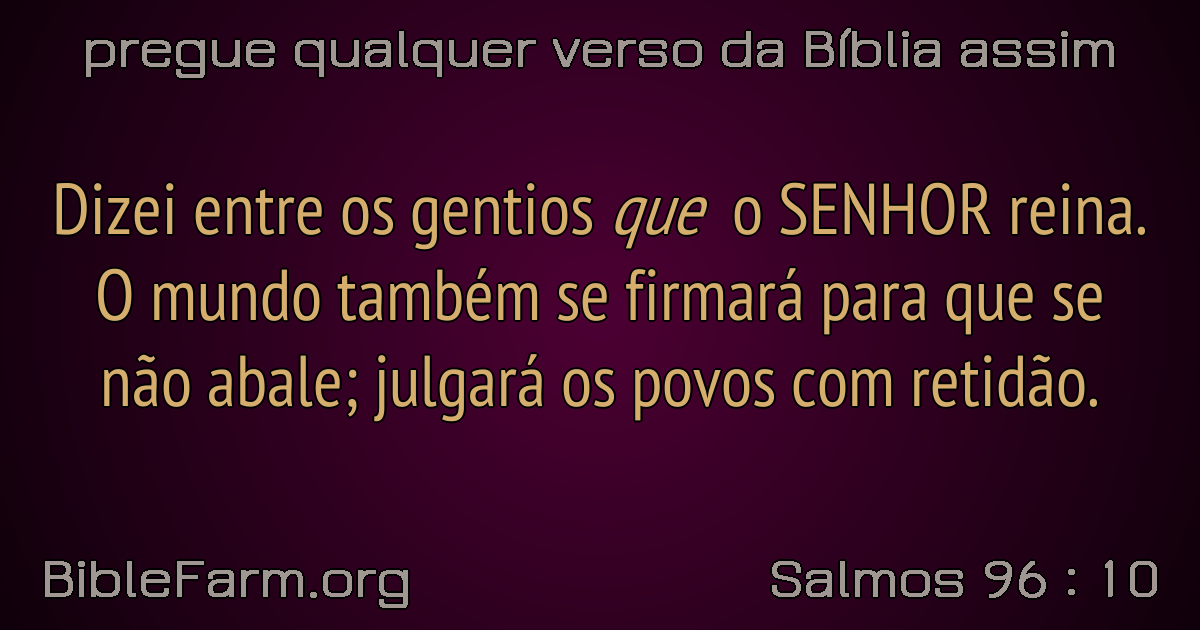 pregue qualquer verso da Bíblia assim
Dizei entre os gentios que o SENHOR reina.
O mundo também se firmará para que se
não abale; julgará os povos com retidão.
BibleFarm.org
Salmos 96 : 10